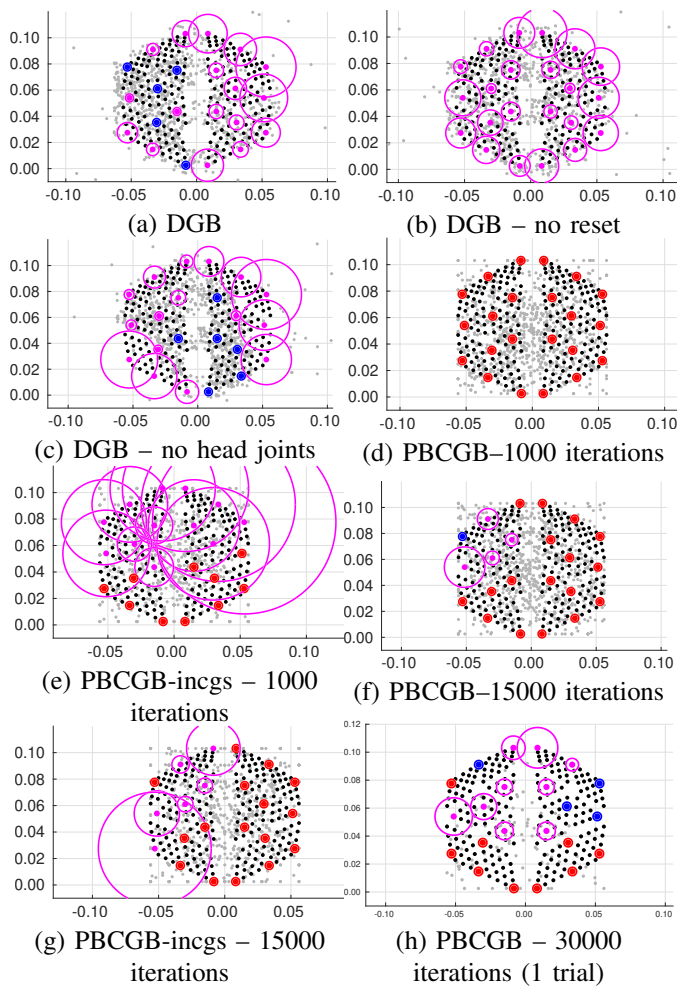 0.10
0.08
0.06
0.04
0.02
0.00
-0.10 -0.05 0.00 0.05 0.10
(a) DGB
0.10
0.08
0.06
0.04
0.02
0.00
-0.10 -0.05 0.00 0.05 0.10
(b) DGB – no reset
0.10
0.08
0.06
0.04
0.02
0.00
-0.10 -0.05 0.00 0.05 0.10
(c) DGB – no head joints
0.10
0.08
0.06
0.04
0.02
0.00
-0.10 -0.05 0.00 0.05 0.10
(d) PBCGB–1000 iterations
0.10
0.08
0.06
0.04
0.02
0.00
-0.10 -0.05 0.00 0.05 0.10
(e) PBCGB-incgs – 1000
iterations
0.10
0.08
0.06
0.04
0.02
0.00
-0.10 -0.05 0.00 0.05 0.10
(f) PBCGB–15000 iterations
0.10
0.08
0.06
0.04
0.02
0.00
-0.10 -0.05 0.00 0.05
(g) PBCGB-incgs – 15000
iterations
0.12
0.10
0.08
0.06
0.04
0.02
0.00
-0.10 -0.05 0.00 0.05 0.10
(h) PBCGB – 30000
iterations (1 trial)